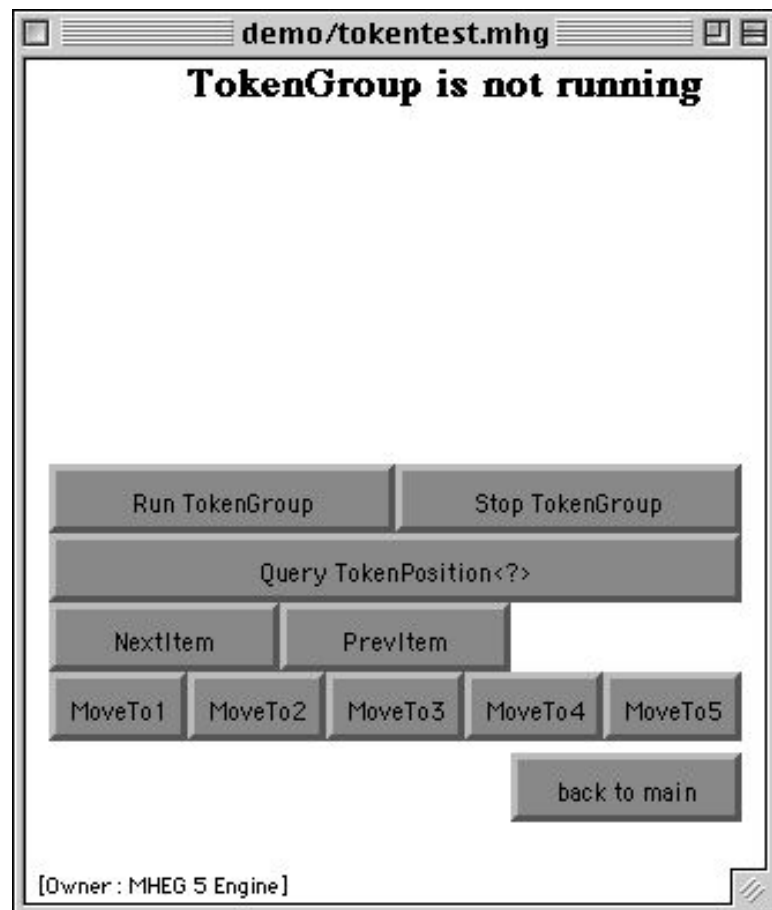 demo/tokentest.mhg
TokenGroup is not running
Run TokenGroup Stop TokenGroup
Query TokenPosition<?>
NextItem PrevItem
MoveTo1 MoveTo2 MoveTo3 MoveTo4 MoveTo5
back to main
[Owner : MHEG 5 Engine]